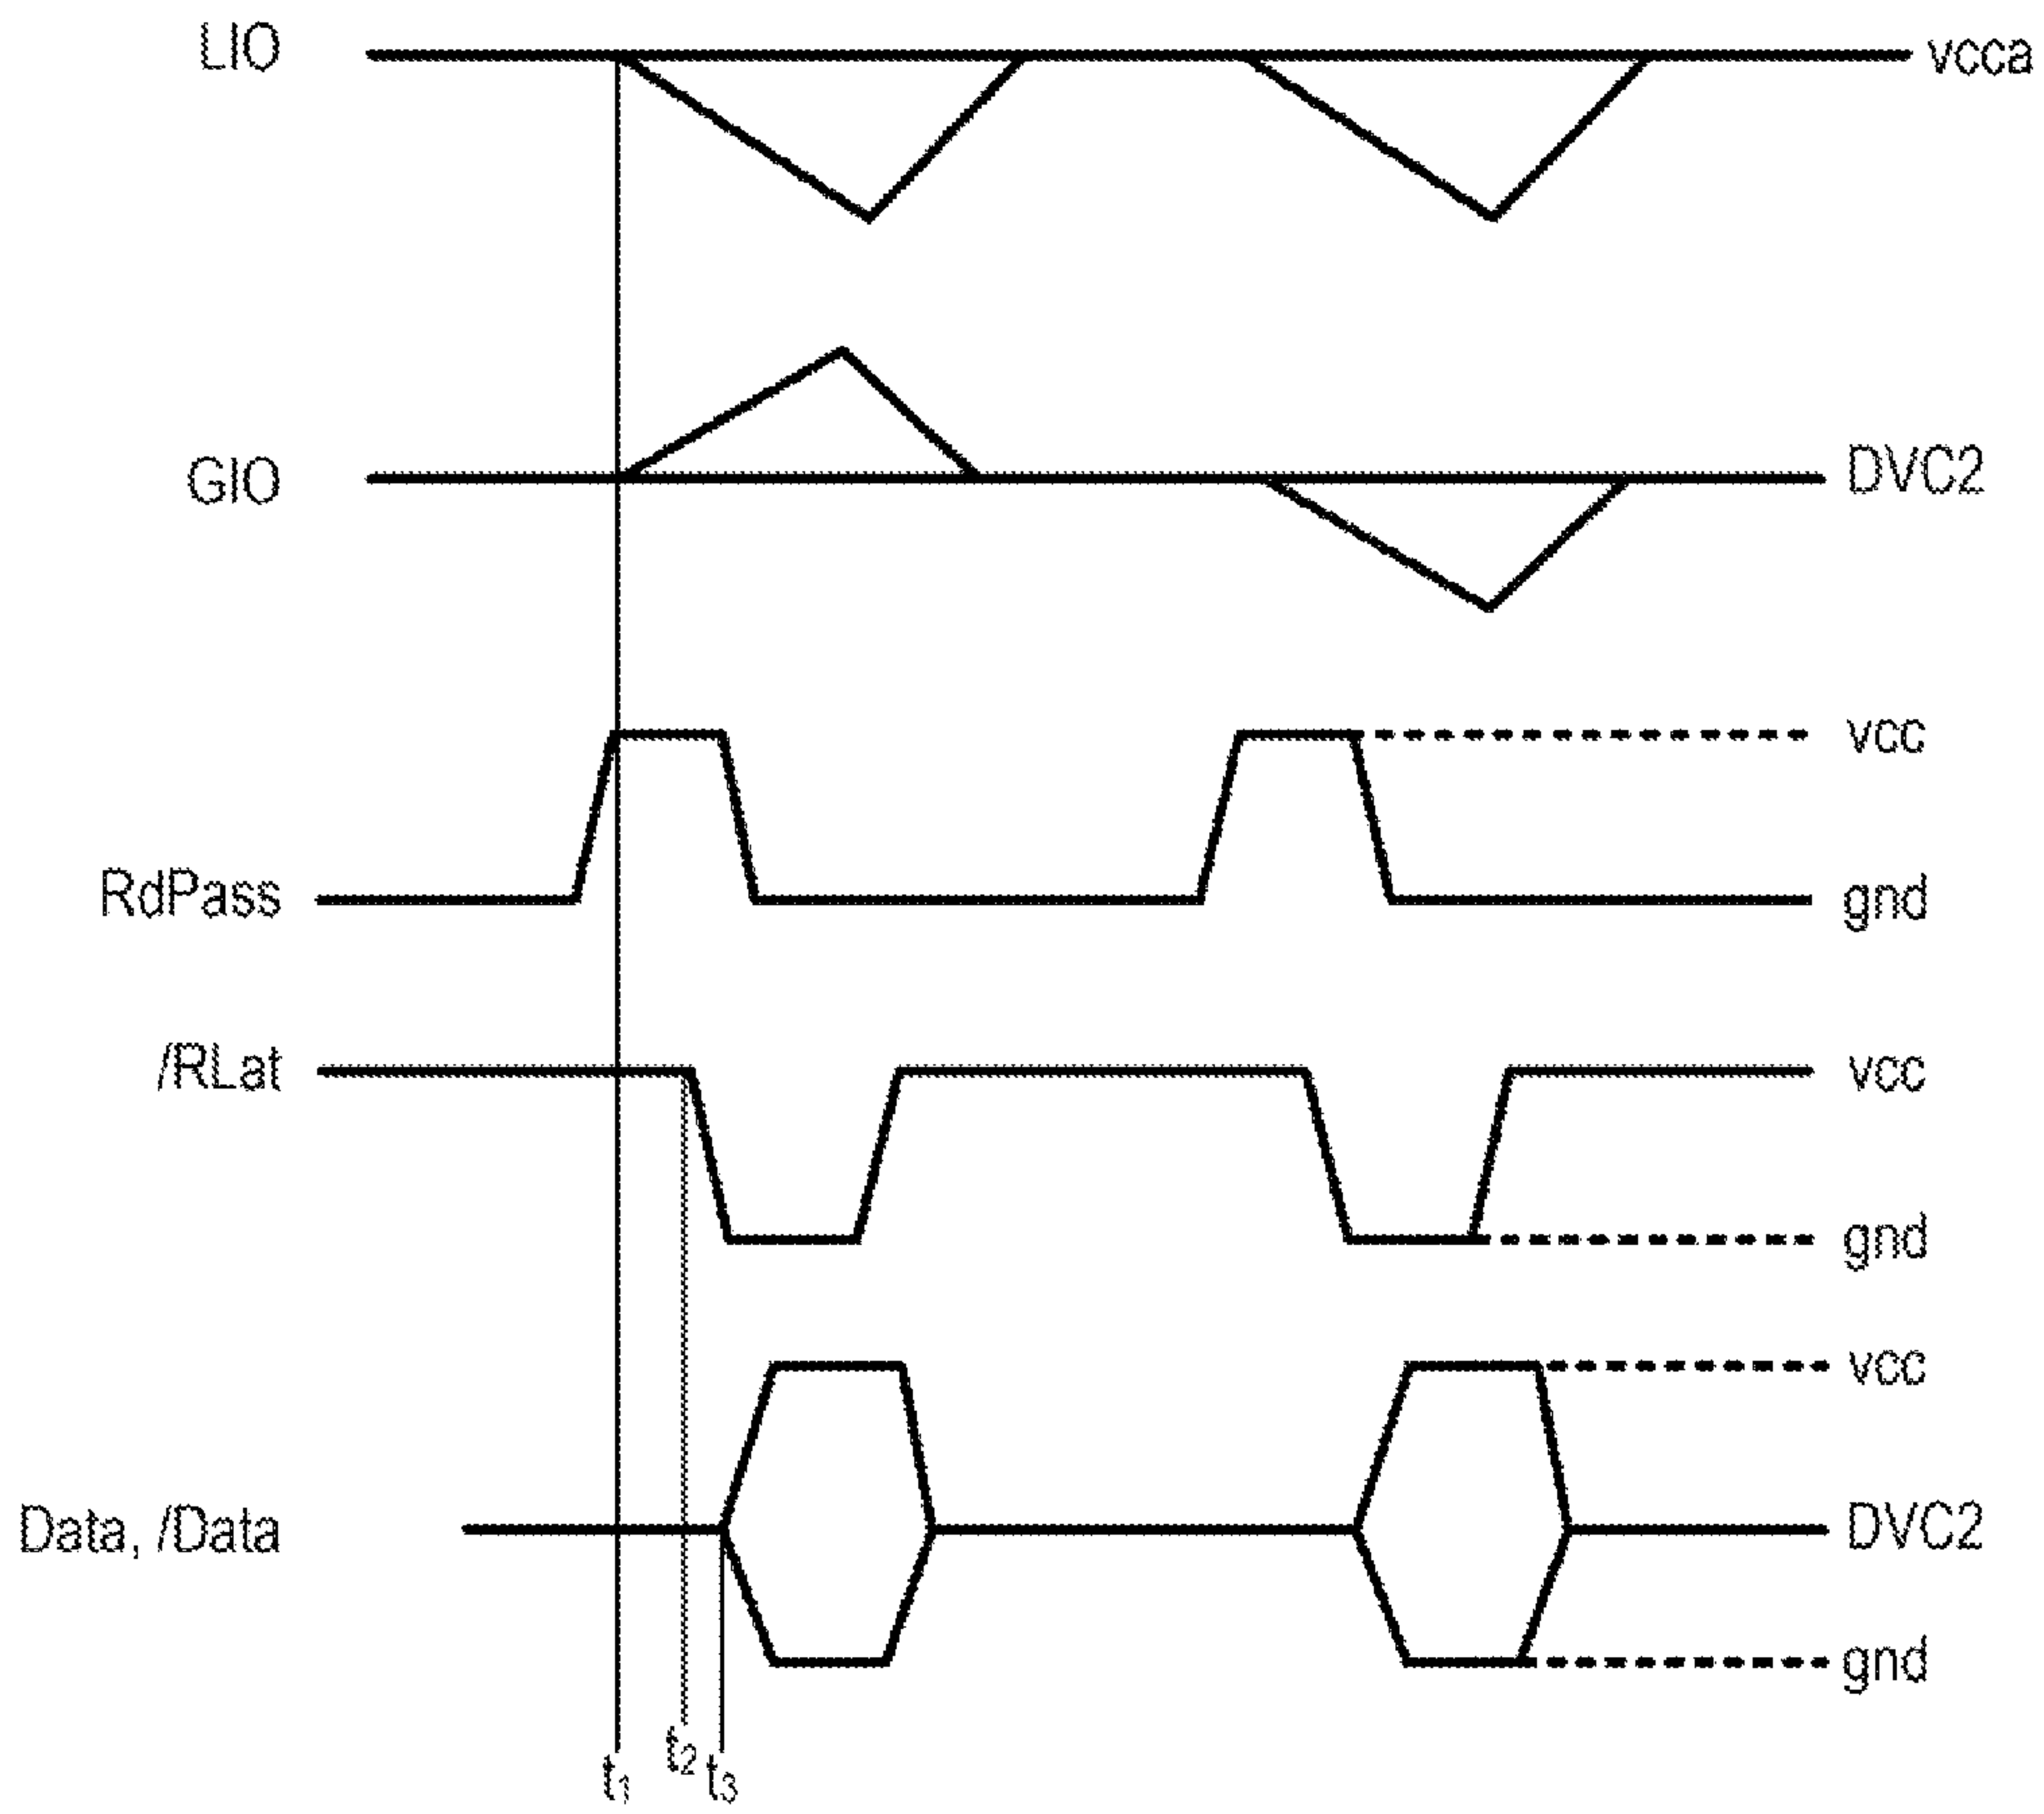 LIO vcca
GIO DVC2
vcc
RdPass gnd
/RLat vcc
gnd
vcc
Data, /Data DVC2
gnd
t1 t2 t3